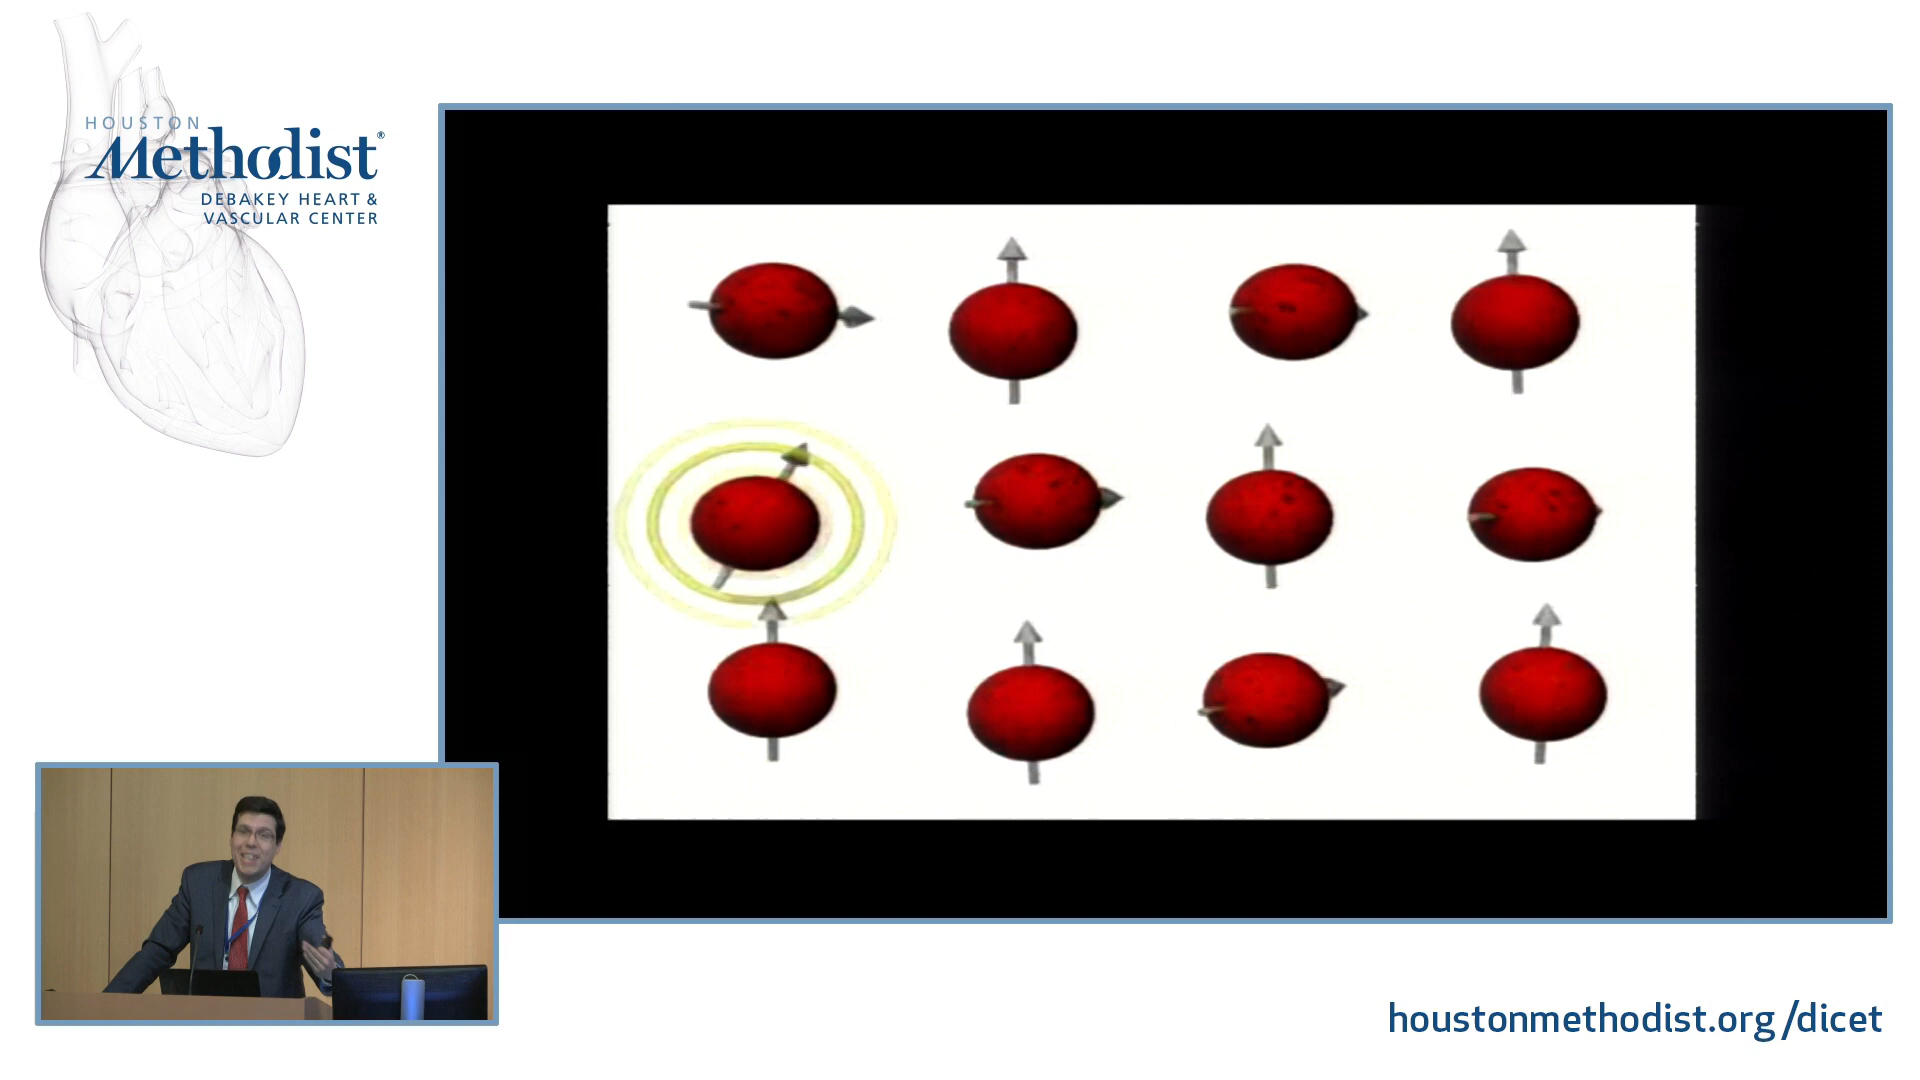 HOUSTON
Methodist®
DEBAKEY HEART &
VASCULAR CENTER
houstonmethodist.org/dicet